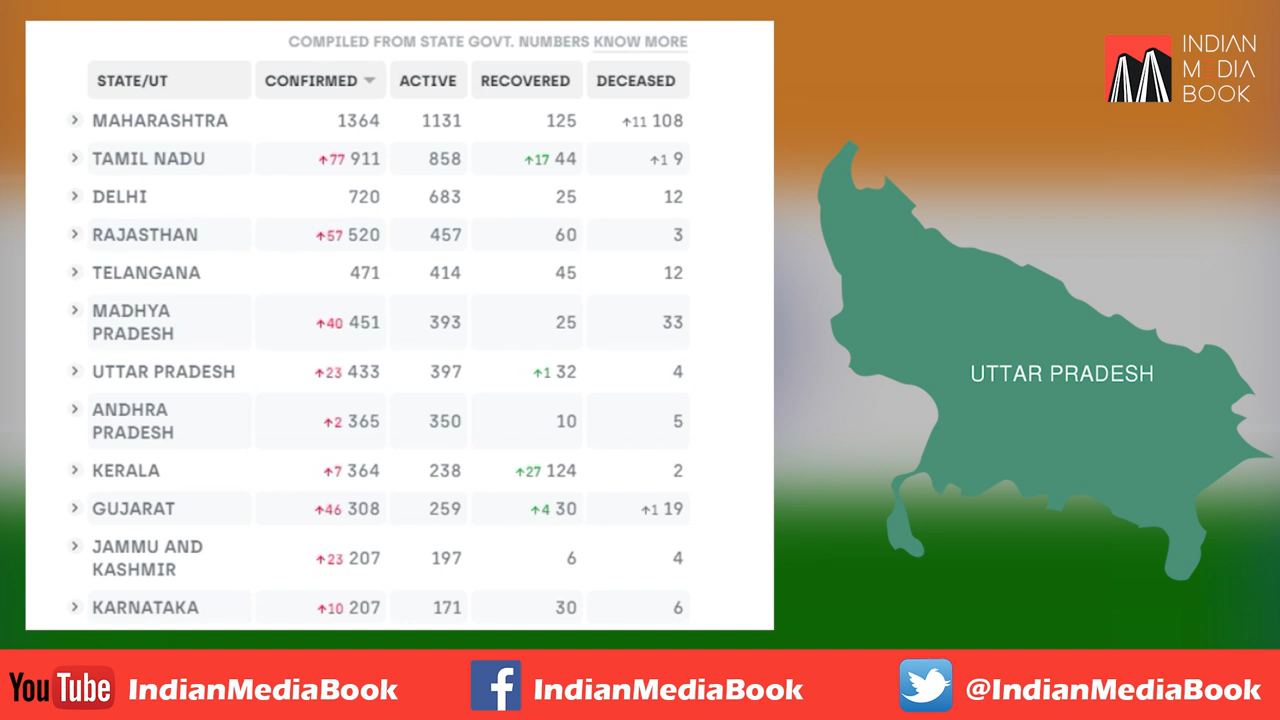 COMPILED FROM STATE GOVT. NUMBERS KNOW MORE
STATE/UT CONFIRMED ACTIVE RECOVERED DECEASED
MAHARASHTRA 1364 1131 125 ↑11 108
TAMIL NADU ↑77 911 858 ↑17 44 ↑1 9
DELHI 720 683 25 12
RAJASTHAN ↑57 520 457 60 3
TELANGANA 471 414 45 12
MADHYA
PRADESH ↑40 451 393 25 33
UTTAR PRADESH ↑23 433 397 ↑1 32 4
ANDHRA
PRADESH ↑2 365 350 10 5
KERALA ↑7 364 238 ↑27 124 2
GUJARAT ↑46 308 259 ↑4 30 ↑1 19
JAMMU AND
KASHMIR ↑23 207 197 6 4
KARNATAKA ↑10 207 171 30 6
INDIAN
MEDIA
BOOK
UTTAR PRADESH
YouTube IndianMediaBook
f IndianMediaBook
@IndianMediaBook